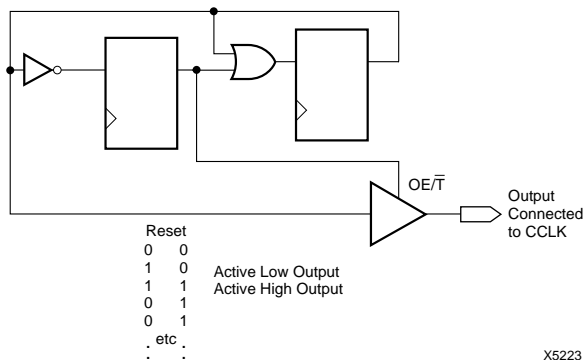 OE/T̅
Output
Connected
to CCLK
Reset
0 0
1 0
1 1
0 1
0 1
. etc .
. .
Active Low Output
Active High Output
X5223